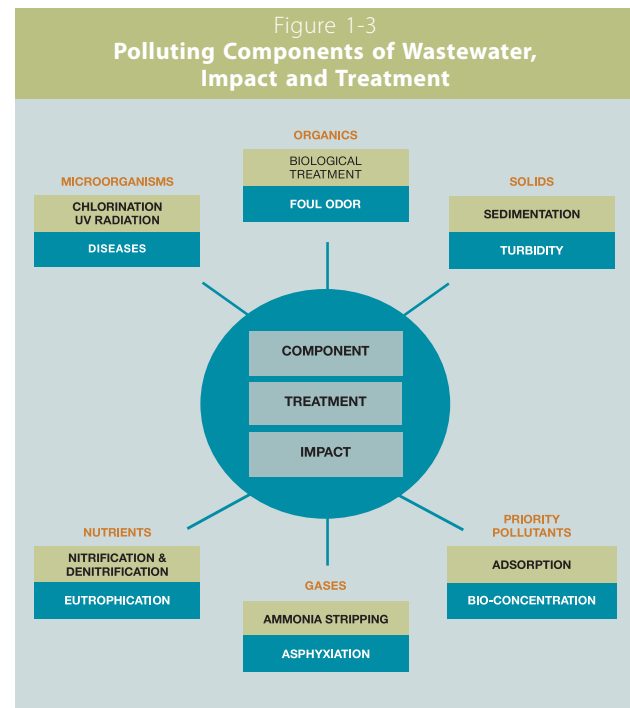 Figure 1-3
Polluting Components of Wastewater,
Impact and Treatment
ORGANICS
BIOLOGICAL
TREATMENT
FOUL ODOR
MICROORGANISMS
CHLORINATION
UV RADIATION
DISEASES
SOLIDS
SEDIMENTATION
TURBIDITY
COMPONENT
TREATMENT
IMPACT
NUTRIENTS
NITRIFICATION &
DENITRIFICATION
EUTROPHICATION
GASES
AMMONIA STRIPPING
ASPHYXIATION
PRIORITY
POLLUTANTS
ADSORPTION
BIO-CONCENTRATION